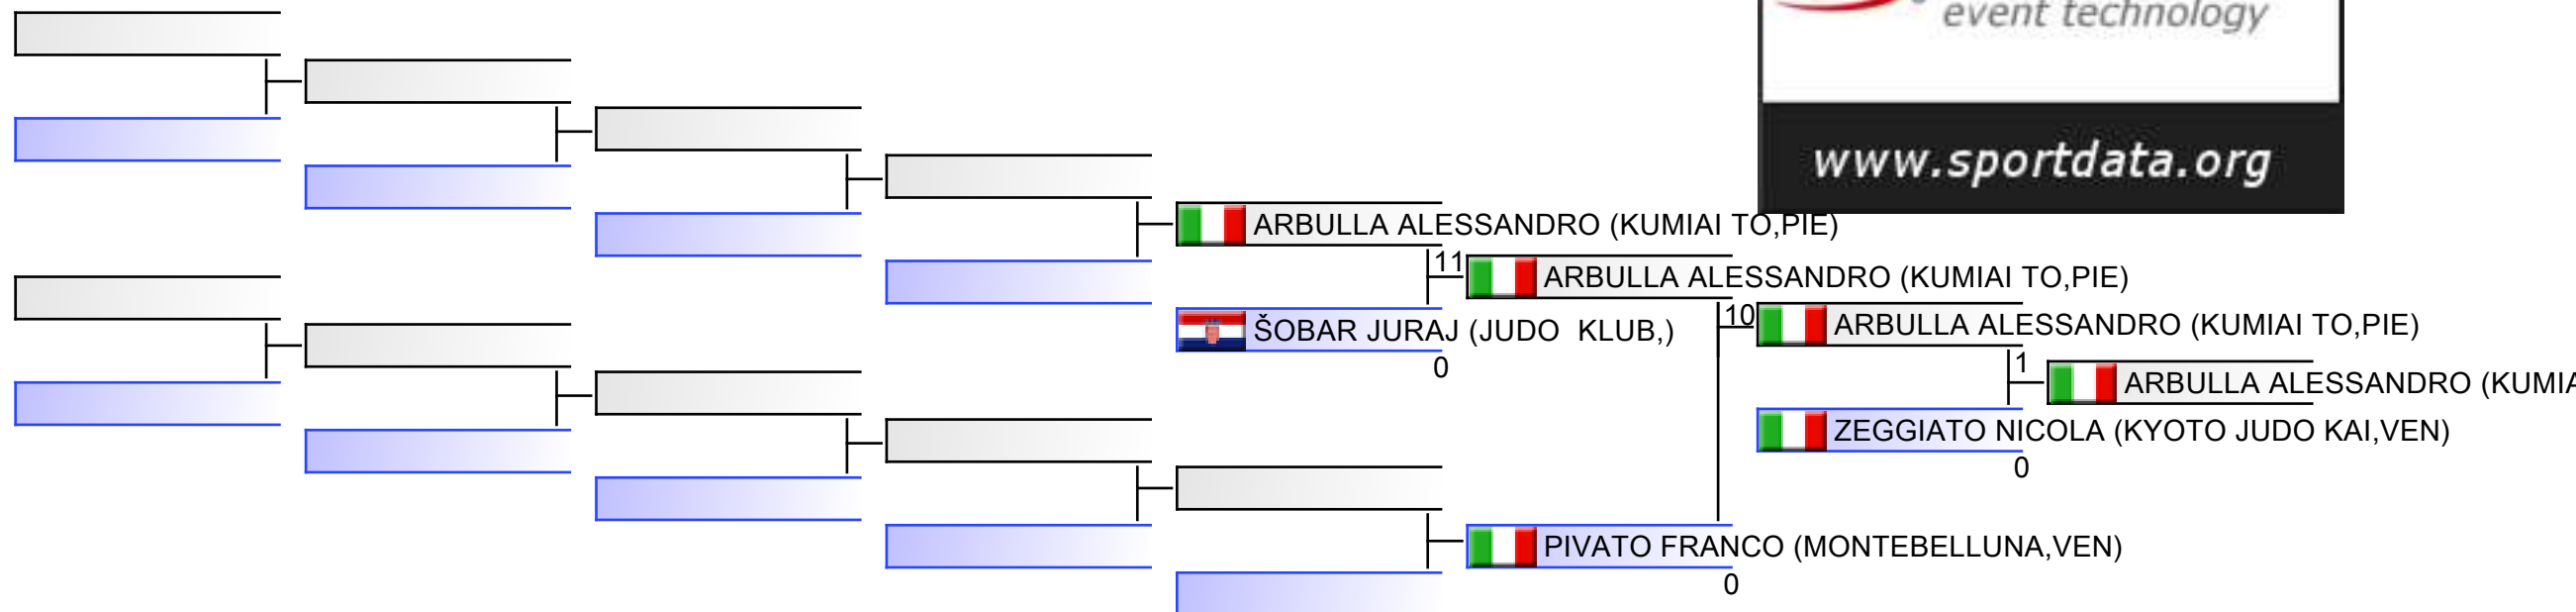 event technology
www.sportdata.org
ARBULLA ALESSANDRO (KUMIAI TO,PIE)
11
ARBULLA ALESSANDRO (KUMIAI TO,PIE)
10
ARBULLA ALESSANDRO (KUMIAI TO,PIE)
ŠOBAR JURAJ (JUDO  KLUB,)
0
1
ARBULLA ALESSANDRO (KUMIA
ZEGGIATO NICOLA (KYOTO JUDO KAI,VEN)
0
PIVATO FRANCO (MONTEBELLUNA,VEN)
0